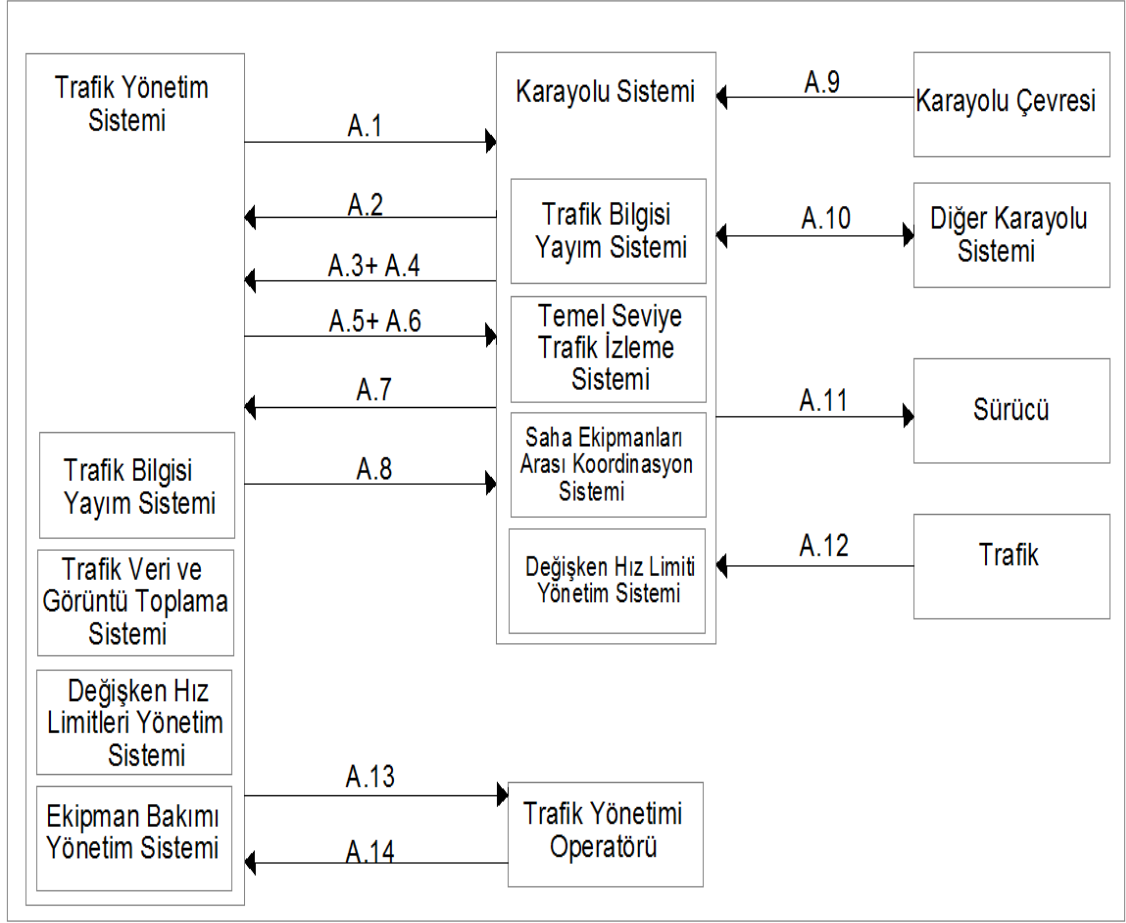 Trafik Yönetim
Sistemi
Trafik Bilgisi
Yayım Sistemi
Trafik Veri ve
Görüntü Toplama
Sistemi
Değişken Hız
Limitleri Yönetim
Sistemi
Ekipman Bakımı
Yönetim Sistemi
A.1
A.2
A.3+ A.4
A.5+ A.6
A.7
A.8
A.13
A.14
Karayolu Sistemi
Trafik Bilgisi
Yayım Sistemi
Temel Seviye
Trafik İzleme
Sistemi
Saha Ekipmanları
Arası Koordinasyon
Sistemi
Değişken Hız Limiti
Yönetim Sistemi
Trafik Yönetimi
Operatörü
A.9
A.10
A.11
A.12
Karayolu Çevresi
Diğer Karayolu
Sistemi
Sürücü
Trafik